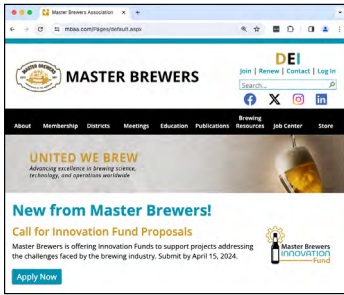 Master Brewers Association
mbaa.com/Pages/default.aspx
DEI
Join | Renew | Contact | Log In
MASTER BREWERS
Search...
About Membership Districts Meetings Education Publications Brewing Resources Job Center Store
UNITED WE BREW
Advancing excellence in brewing science,
technology, and operations worldwide
New from Master Brewers!
Call for Innovation Fund Proposals
Master Brewers is offering Innovation Funds to support projects addressing
the challenges faced by the brewing industry. Submit by April 15, 2024.
Master Brewers
INNOVATION
Fund
Apply Now